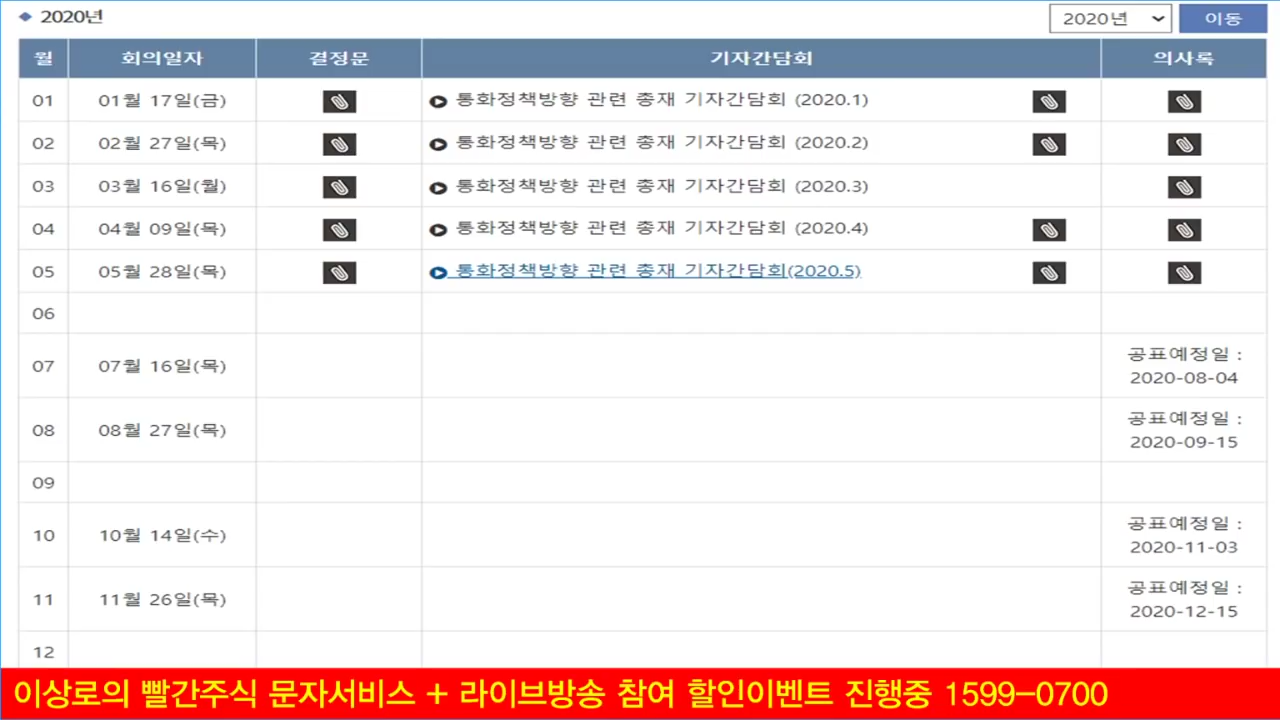 2020년
2020년 이동
월 회의일자 결정문 기자간담회 의사록
01 01월 17일(금) 통화정책방향 관련 총재 기자간담회 (2020.1)
02 02월 27일(목) 통화정책방향 관련 총재 기자간담회 (2020.2)
03 03월 16일(월) 통화정책방향 관련 총재 기자간담회 (2020.3)
04 04월 09일(목) 통화정책방향 관련 총재 기자간담회 (2020.4)
05 05월 28일(목) 통화정책방향 관련 총재 기자간담회(2020.5)
06
07 07월 16일(목) 공표예정일 :
2020-08-04
08 08월 27일(목) 공표예정일 :
2020-09-15
09
10 10월 14일(수) 공표예정일 :
2020-11-03
11 11월 26일(목) 공표예정일 :
2020-12-15
12
이상로의 빨간주식 문자서비스 + 라이브방송 참여 할인이벤트 진행중 1599-0700